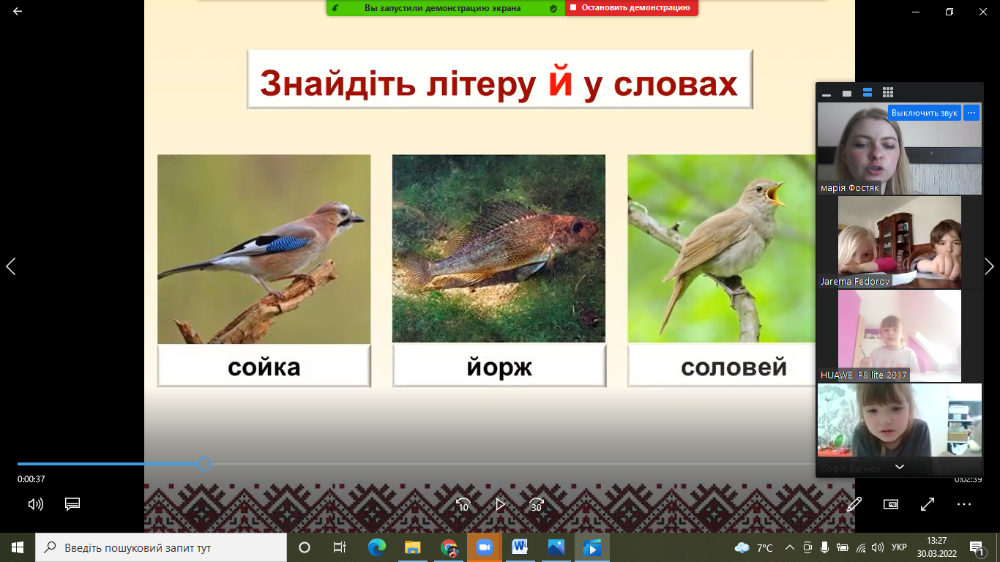 Вы запустили демонстрацию экрана
Остановить демонстрацию
Знайдіть літеру й у словах
Выключить звук
марія Фостяк
Jarema Fedorov
HUAWEI P8 lite 2017
Софія Вагнюк
сойка
йорж
соловей
0:00:37
0:02:39
10
30
Введіть пошуковий запит тут
7°C
УКР
13:27
30.03.2022
1